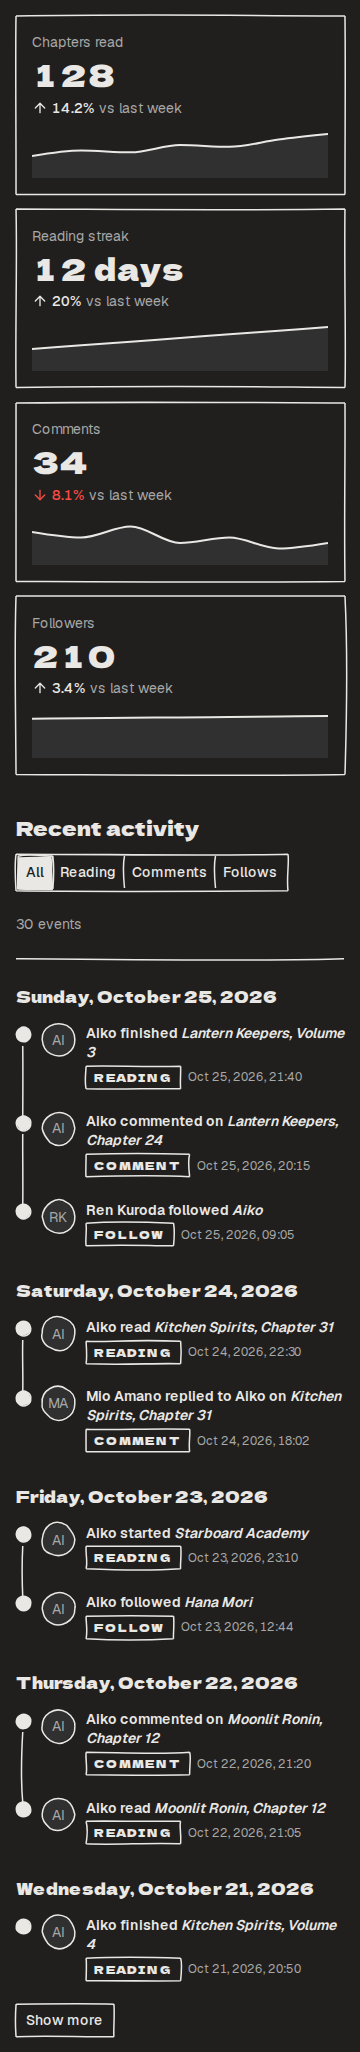 Chapters read
128
↑ 14.2% vs last week
Reading streak
12 days
↑ 20% vs last week
Comments
34
↓ 8.1% vs last week
Followers
210
↑ 3.4% vs last week
Recent activity
All Reading Comments Follows
30 events
Sunday, October 25, 2026
AI Aiko finished Lantern Keepers, Volume
3
READING Oct 25, 2026, 21:40
AI Aiko commented on Lantern Keepers,
Chapter 24
COMMENT Oct 25, 2026, 20:15
RK Ren Kuroda followed Aiko
FOLLOW Oct 25, 2026, 09:05
Saturday, October 24, 2026
AI Aiko read Kitchen Spirits, Chapter 31
READING Oct 24, 2026, 22:30
MA Mio Amano replied to Aiko on Kitchen
Spirits, Chapter 31
COMMENT Oct 24, 2026, 18:02
Friday, October 23, 2026
AI Aiko started Starboard Academy
READING Oct 23, 2026, 23:10
AI Aiko followed Hana Mori
FOLLOW Oct 23, 2026, 12:44
Thursday, October 22, 2026
AI Aiko commented on Moonlit Ronin,
Chapter 12
COMMENT Oct 22, 2026, 21:20
AI Aiko read Moonlit Ronin, Chapter 12
READING Oct 22, 2026, 21:05
Wednesday, October 21, 2026
AI Aiko finished Kitchen Spirits, Volume
4
READING Oct 21, 2026, 20:50
Show more